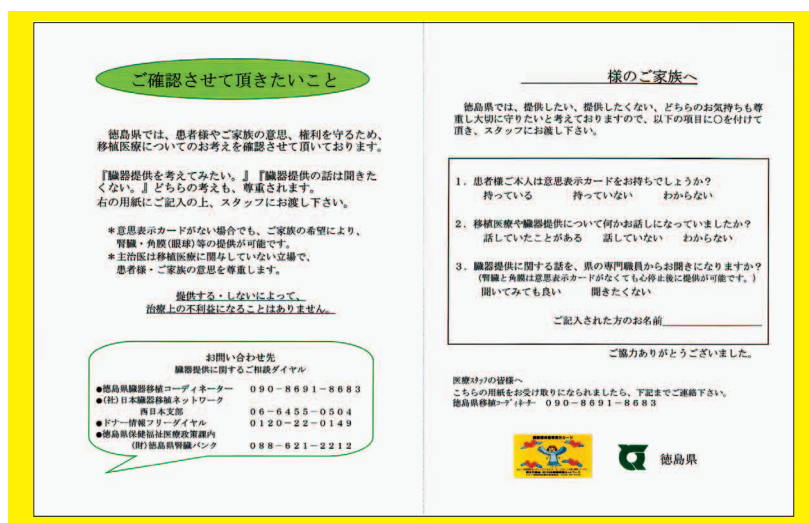 ご確認させて頂きたいこと
徳島県では、患者様やご家族の意思、権利を守るため、
移植医療についてのお考えを確認させて頂いております。
『臓器提供を考えてみたい。』『臓器提供の話は聞きた
くない。』どちらの考えも、尊重されます。
右の用紙にご記入の上、スタッフにお渡し下さい。
＊意思表示カードがない場合でも、ご家族の希望により、
腎臓・角膜(眼球)等の提供が可能です。
＊主治医は移植医療に関与していない立場で、
患者様・ご家族の意思を尊重します。
提供する・しないによって、
治療上の不利益になることはありません。
お問い合わせ先
臓器提供に関するご相談ダイヤル
●徳島県臓器移植コーディネーター　０９０－８６９１－８６８３
●(社)日本臓器移植ネットワーク
西日本支部　０６－６４５５－０５０４
●ドナー情報フリーダイヤル　０１２０－２２－０１４９
●徳島県保健福祉医療政策課内
(財)徳島県腎臓バンク　０８８－６２１－２２１２
様のご家族へ
徳島県では、提供したい、提供したくない、どちらのお気持ちも尊
重し大切に守りたいと考えておりますので、以下の項目に○を付けて
頂き、スタッフにお渡し下さい。
１．患者様ご本人は意思表示カードをお持ちでしょうか？
持っている　持っていない　わからない
２．移植医療や臓器提供について何かお話しになっていましたか？
話していたことがある　話していない　わからない
３．臓器提供に関する話を、県の専門職員からお聞きになりますか？
(腎臓と角膜は意思表示カードがなくても心停止後に提供が可能です。)
聞いてみても良い　聞きたくない
ご記入された方のお名前
ご協力ありがとうございました。
医療ｽﾀｯﾌの皆様へ
こちらの用紙をお受け取りになられましたら、下記までご連絡下さい。
徳島県移植ｺｰﾃﾞｨﾈｰﾀｰ　０９０－８６９１－８６８３
徳島県